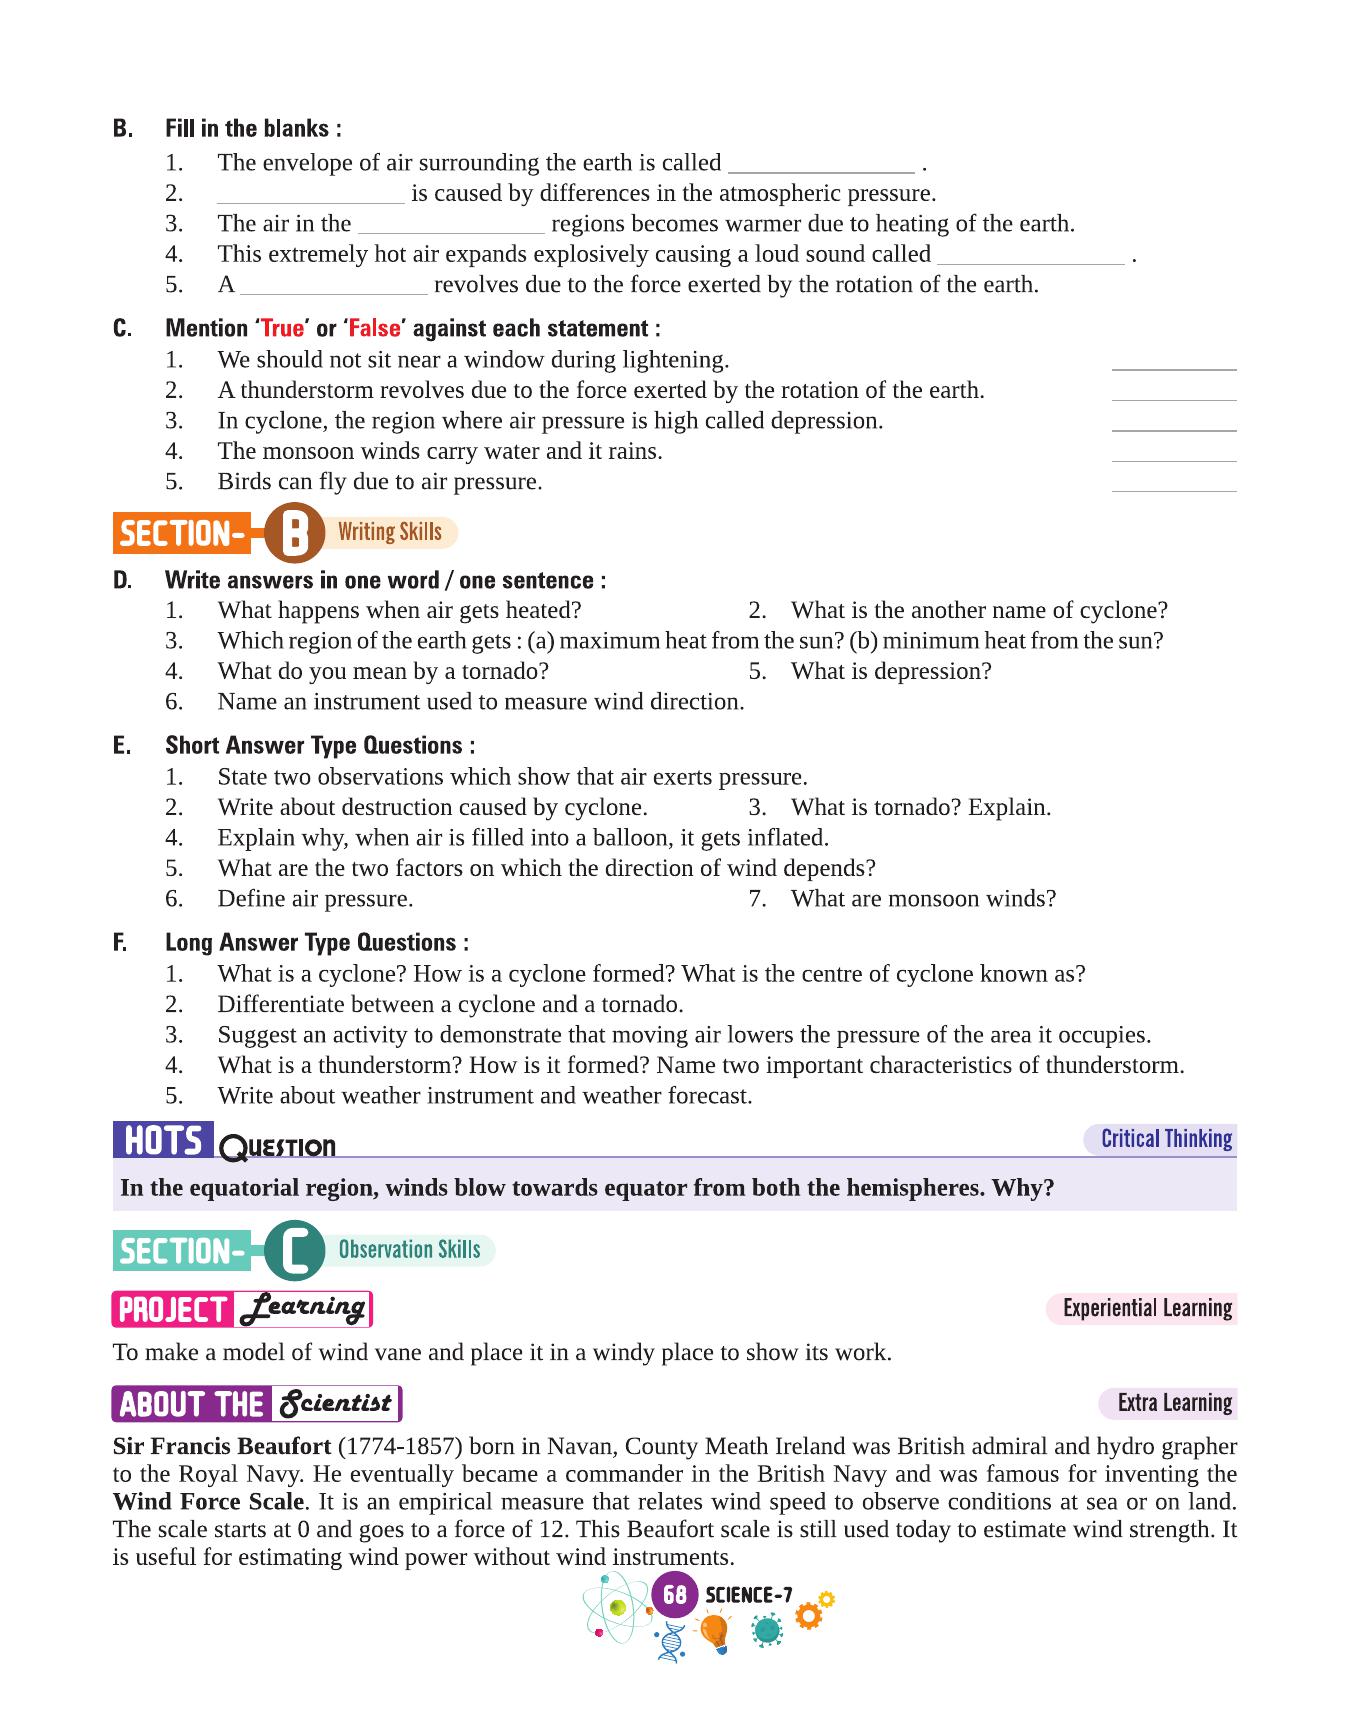 B. Fill in the blanks :
1. The envelope of air surrounding the earth is called _______________ .
2. _______________ is caused by differences in the atmospheric pressure.
3. The air in the _______________ regions becomes warmer due to heating of the earth.
4. This extremely hot air expands explosively causing a loud sound called _______________ .
5. A _______________ revolves due to the force exerted by the rotation of the earth.
C. Mention ‘True’ or ‘False’ against each statement :
1. We should not sit near a window during lightening. __________
2. A thunderstorm revolves due to the force exerted by the rotation of the earth. __________
3. In cyclone, the region where air pressure is high called depression. __________
4. The monsoon winds carry water and it rains. __________
5. Birds can fly due to air pressure. __________
SECTION- B Writing Skills
D. Write answers in one word / one sentence :
1. What happens when air gets heated? 2. What is the another name of cyclone?
3. Which region of the earth gets : (a) maximum heat from the sun? (b) minimum heat from the sun?
4. What do you mean by a tornado? 5. What is depression?
6. Name an instrument used to measure wind direction.
E. Short Answer Type Questions :
1. State two observations which show that air exerts pressure.
2. Write about destruction caused by cyclone. 3. What is tornado? Explain.
4. Explain why, when air is filled into a balloon, it gets inflated.
5. What are the two factors on which the direction of wind depends?
6. Define air pressure. 7. What are monsoon winds?
F. Long Answer Type Questions :
1. What is a cyclone? How is a cyclone formed? What is the centre of cyclone known as?
2. Differentiate between a cyclone and a tornado.
3. Suggest an activity to demonstrate that moving air lowers the pressure of the area it occupies.
4. What is a thunderstorm? How is it formed? Name two important characteristics of thunderstorm.
5. Write about weather instrument and weather forecast.
HOTS QUESTION Critical Thinking
In the equatorial region, winds blow towards equator from both the hemispheres. Why?
SECTION- C Observation Skills
PROJECT Learning Experiential Learning
To make a model of wind vane and place it in a windy place to show its work.
ABOUT THE Scientist Extra Learning
Sir Francis Beaufort (1774-1857) born in Navan, County Meath Ireland was British admiral and hydro grapher
to the Royal Navy. He eventually became a commander in the British Navy and was famous for inventing the
Wind Force Scale. It is an empirical measure that relates wind speed to observe conditions at sea or on land.
The scale starts at 0 and goes to a force of 12. This Beaufort scale is still used today to estimate wind strength. It
is useful for estimating wind power without wind instruments.
68 SCIENCE-7